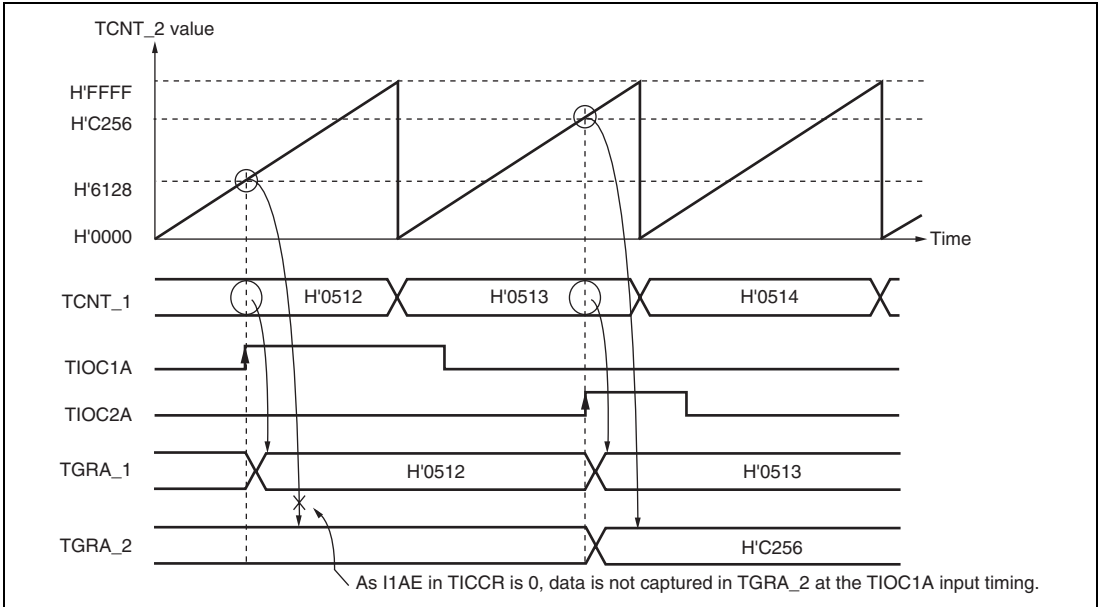 TCNT_2 value
H'FFFF
H'C256
H'6128
H'0000
Time
TCNT_1
H'0512
H'0513
H'0514
TIOC1A
TIOC2A
TGRA_1
H'0512
H'0513
TGRA_2
H'C256
As I1AE in TICCR is 0, data is not captured in TGRA_2 at the TIOC1A input timing.